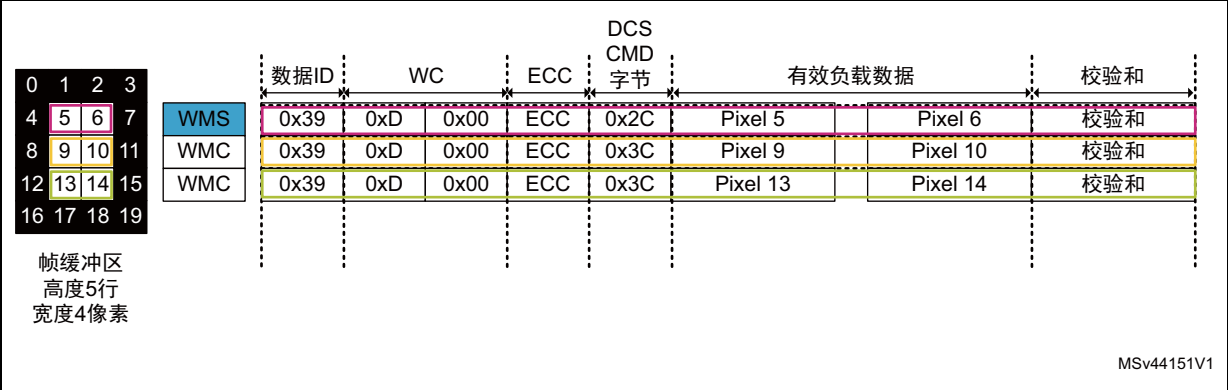 DCS
CMD
字节
数据ID WC ECC 有效负载数据 校验和
0 1 2 3
4 5 6 7 WMS 0x39 0xD 0x00 ECC 0x2C Pixel 5 Pixel 6 校验和
8 9 10 11 WMC 0x39 0xD 0x00 ECC 0x3C Pixel 9 Pixel 10 校验和
12 13 14 15 WMC 0x39 0xD 0x00 ECC 0x3C Pixel 13 Pixel 14 校验和
16 17 18 19
帧缓冲区
高度5行
宽度4像素
MSv44151V1